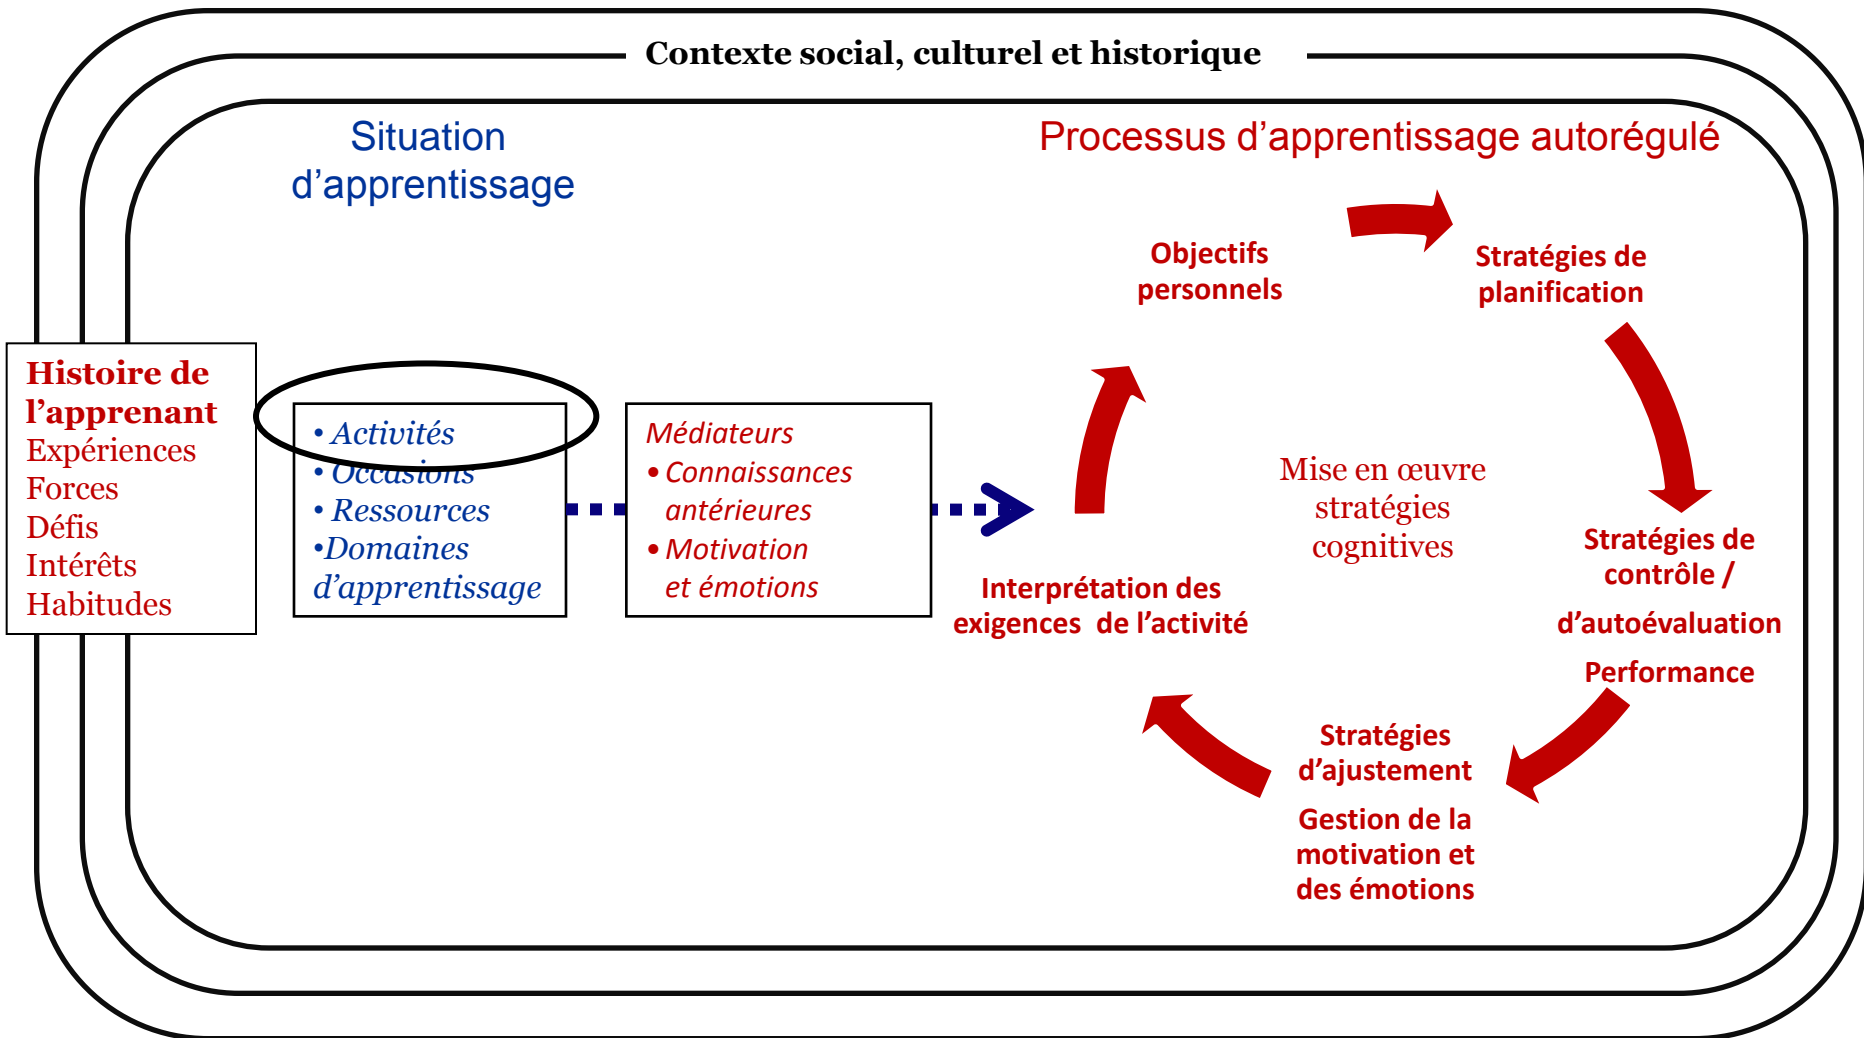 Contexte social, culturel et historique
Situation
d’apprentissage
Processus d’apprentissage autorégulé
Histoire de
l’apprenant
Expériences
Forces
Défis
Intérêts
Habitudes
• Activités
• Occasions
• Ressources
•Domaines
d’apprentissage
Médiateurs
• Connaissances
antérieures
• Motivation
et émotions
Objectifs
personnels
Stratégies de
planification
Mise en œuvre
stratégies
cognitives
Stratégies de
contrôle /
d'autoévaluation
Performance
Interprétation des
exigences de l’activité
Stratégies
d’ajustement
Gestion de la
motivation et
des émotions